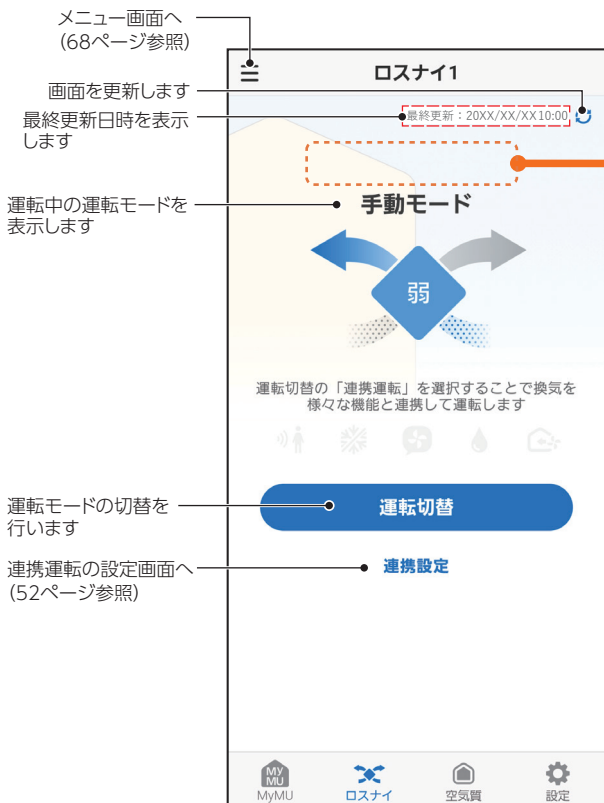 メニュー画面へ
(68ページ参照)
ロスナイ1
画面を更新します
最終更新日時を表示
します
最終更新：20XX/XX/XX 10:00
運転中の運転モードを
表示します
手動モード
弱
運転切替の「連携運転」を選択することで換気を
様々な機能と連携して運転します
運転モードの切替を
行います
運転切替
連携運転の設定画面へ
(52ページ参照)
連携設定
MY
MU
MyMU
ロスナイ
空気質
設定